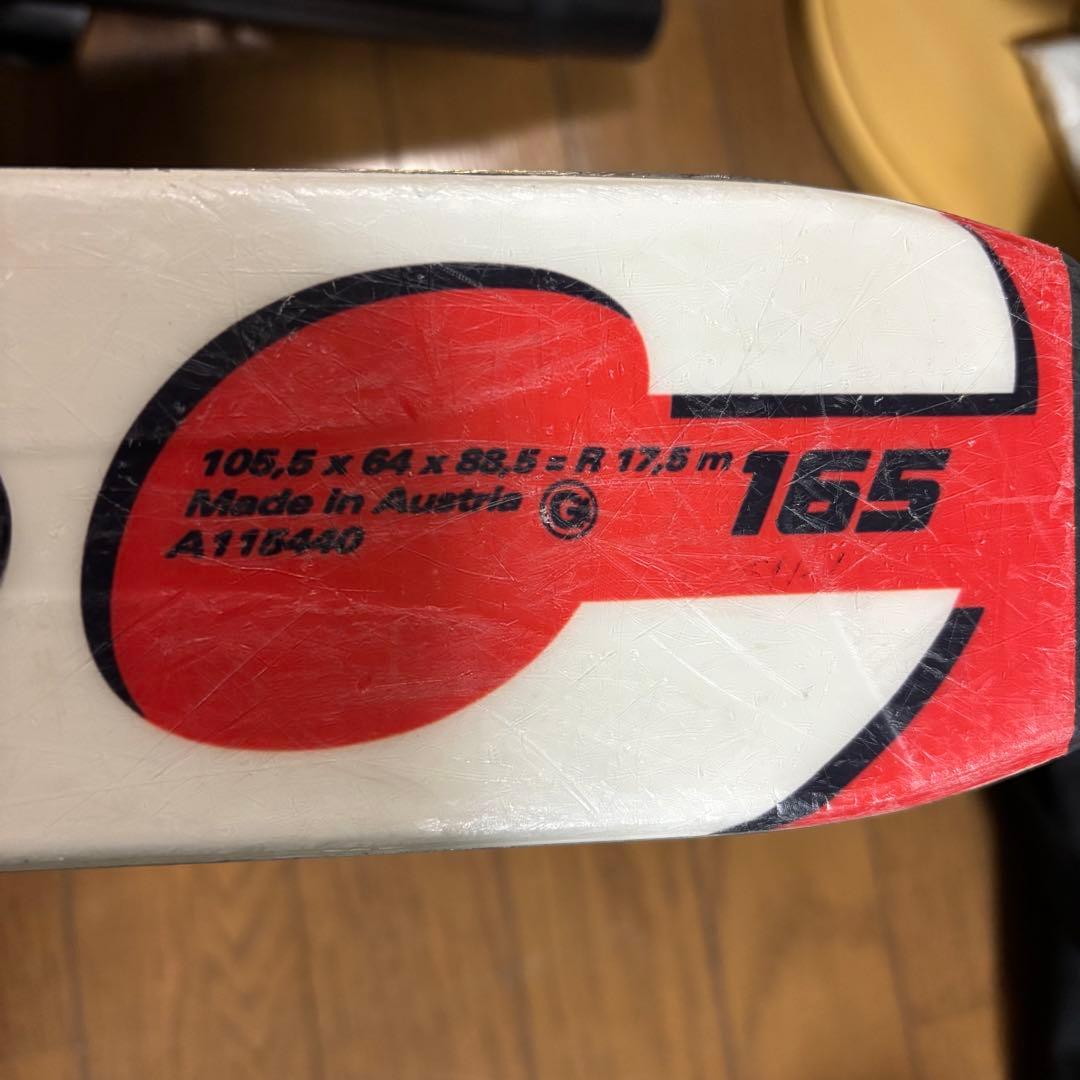 105,5 x 64 x 88,5 = R 17,5 m
165
Made in Austria G
A115440